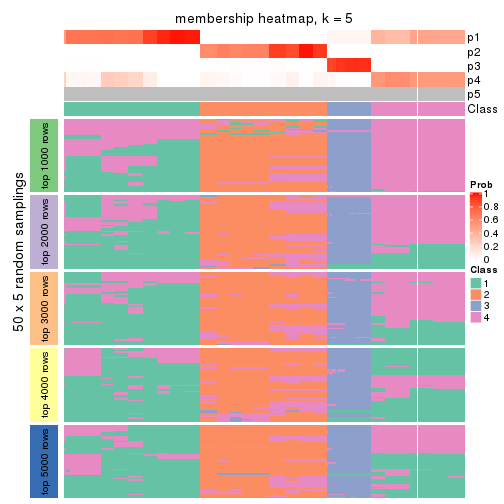 membership heatmap, k = 5
p1
p2
p3
p4
p5
Class
50 x 5 random samplings
top 1000 rows
top 2000 rows
top 3000 rows
top 4000 rows
top 5000 rows
Prob
1
0.8
0.6
0.4
0.2
0
Class
1
2
3
4